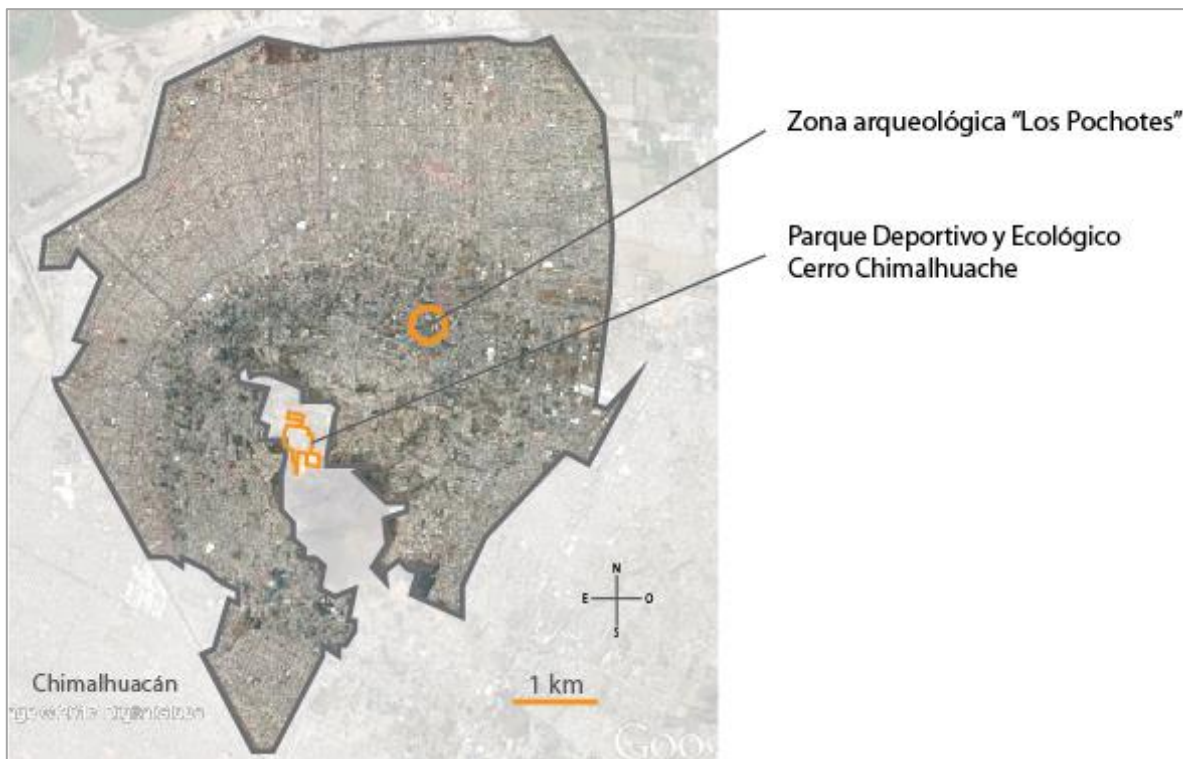 Zona arqueológica “Los Pochotes”
Parque Deportivo y Ecológico
Cerro Chimalhuache
N
E O
S
1 km
Chimalhuacán